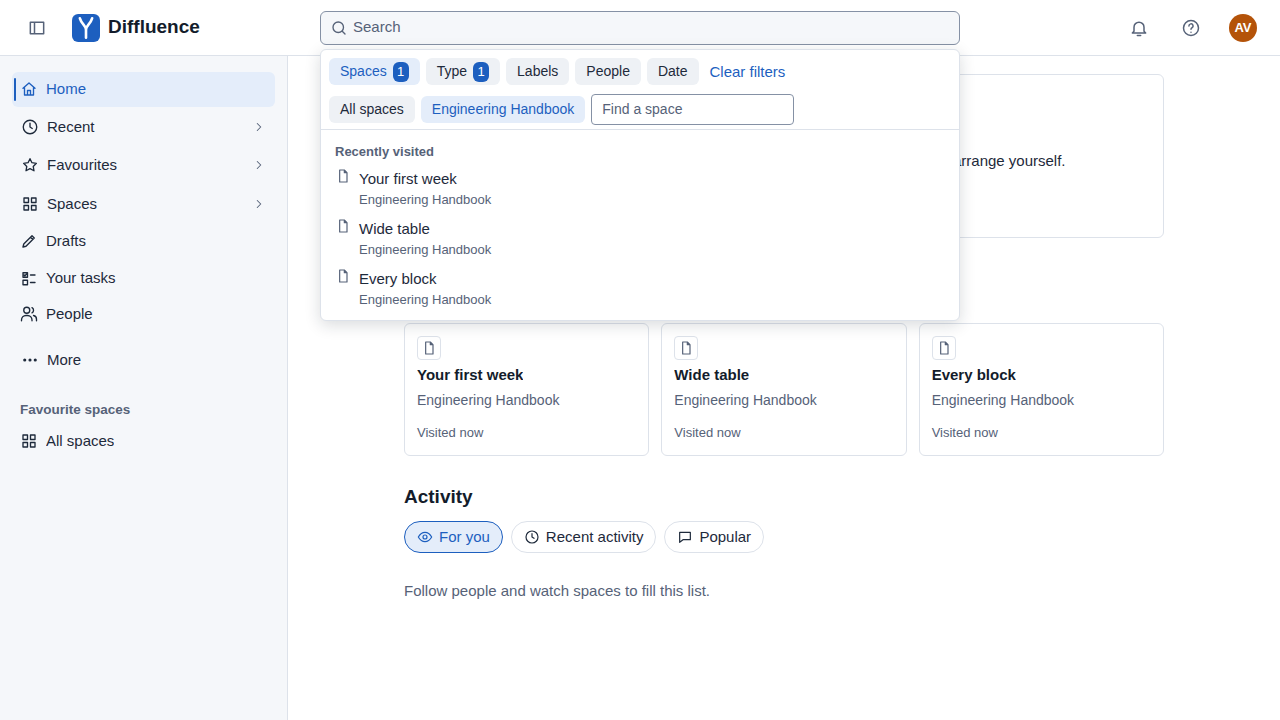 Diffluence
Search
AV
Spaces 1 Type 1 Labels People Date Clear filters
All spaces Engineering Handbook Find a space
Recently visited
Your first week
Engineering Handbook
Wide table
Engineering Handbook
Every block
Engineering Handbook
Home
Recent
Favourites
Spaces
Drafts
Your tasks
People
More
Favourite spaces
All spaces
arrange yourself.
Your first week
Engineering Handbook
Visited now
Wide table
Engineering Handbook
Visited now
Every block
Engineering Handbook
Visited now
Activity
For you Recent activity Popular
Follow people and watch spaces to fill this list.